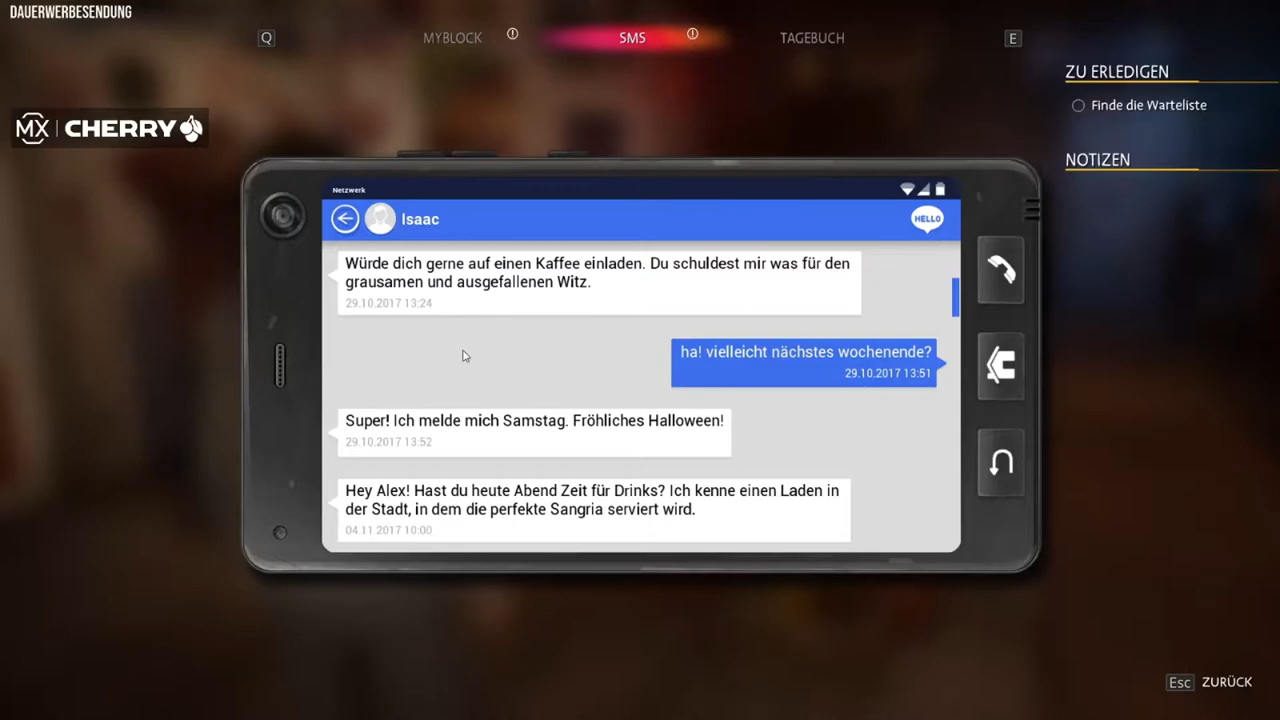 DAUERWERBESENDUNG
Q
MYBLOCK
SMS
TAGEBUCH
E
ZU ERLEDIGEN
Finde die Warteliste
NOTIZEN
MX | CHERRY
Netzwerk
Isaac
HELLO
Würde dich gerne auf einen Kaffee einladen. Du schuldest mir was für den
grausamen und ausgefallenen Witz.
29.10.2017 13:24
ha! vielleicht nächstes wochenende?
29.10.2017 13:51
Super! Ich melde mich Samstag. Fröhliches Halloween!
29.10.2017 13:52
Hey Alex! Hast du heute Abend Zeit für Drinks? Ich kenne einen Laden in
der Stadt, in dem die perfekte Sangria serviert wird.
04.11.2017 10:00
Esc ZURÜCK